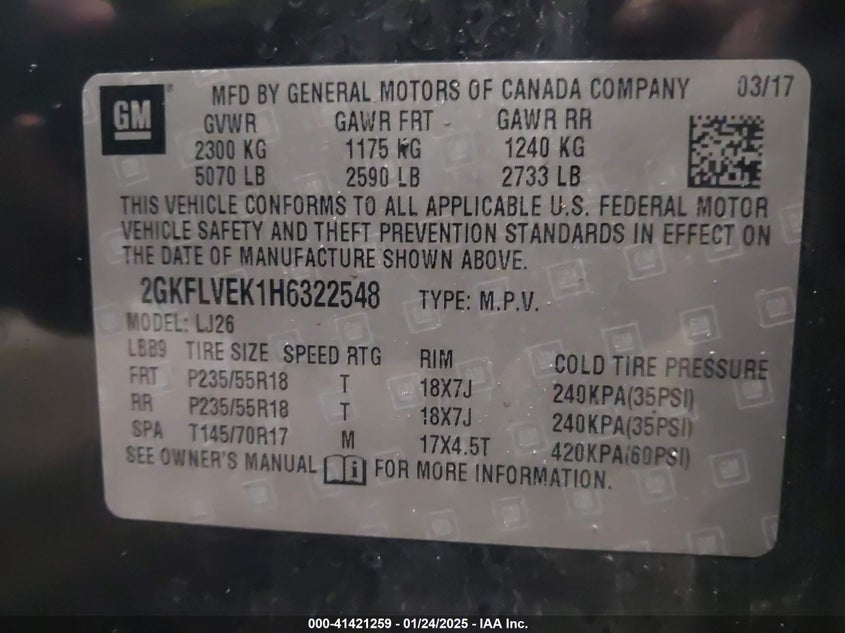 GM
MFD BY GENERAL MOTORS OF CANADA COMPANY 03/17
GVWR GAWR FRT GAWR RR
2300 KG 1175 KG 1240 KG
5070 LB 2590 LB 2733 LB
THIS VEHICLE CONFORMS TO ALL APPLICABLE U.S. FEDERAL MOTOR
VEHICLE SAFETY AND THEFT PREVENTION STANDARDS IN EFFECT ON
THE DATE OF MANUFACTURE SHOWN ABOVE.
2GKFLVEK1H6322548 TYPE: M.P.V.
MODEL: LJ26
LBB9 TIRE SIZE SPEED RTG RIM COLD TIRE PRESSURE
FRT P235/55R18 T 18X7J 240KPA(35PSI)
RR P235/55R18 T 18X7J 240KPA(35PSI)
SPA T145/70R17 M 17X4.5T 420KPA(60PSI)
SEE OWNER'S MANUAL FOR MORE INFORMATION.
000-41421259 - 01/24/2025 - IAA Inc.